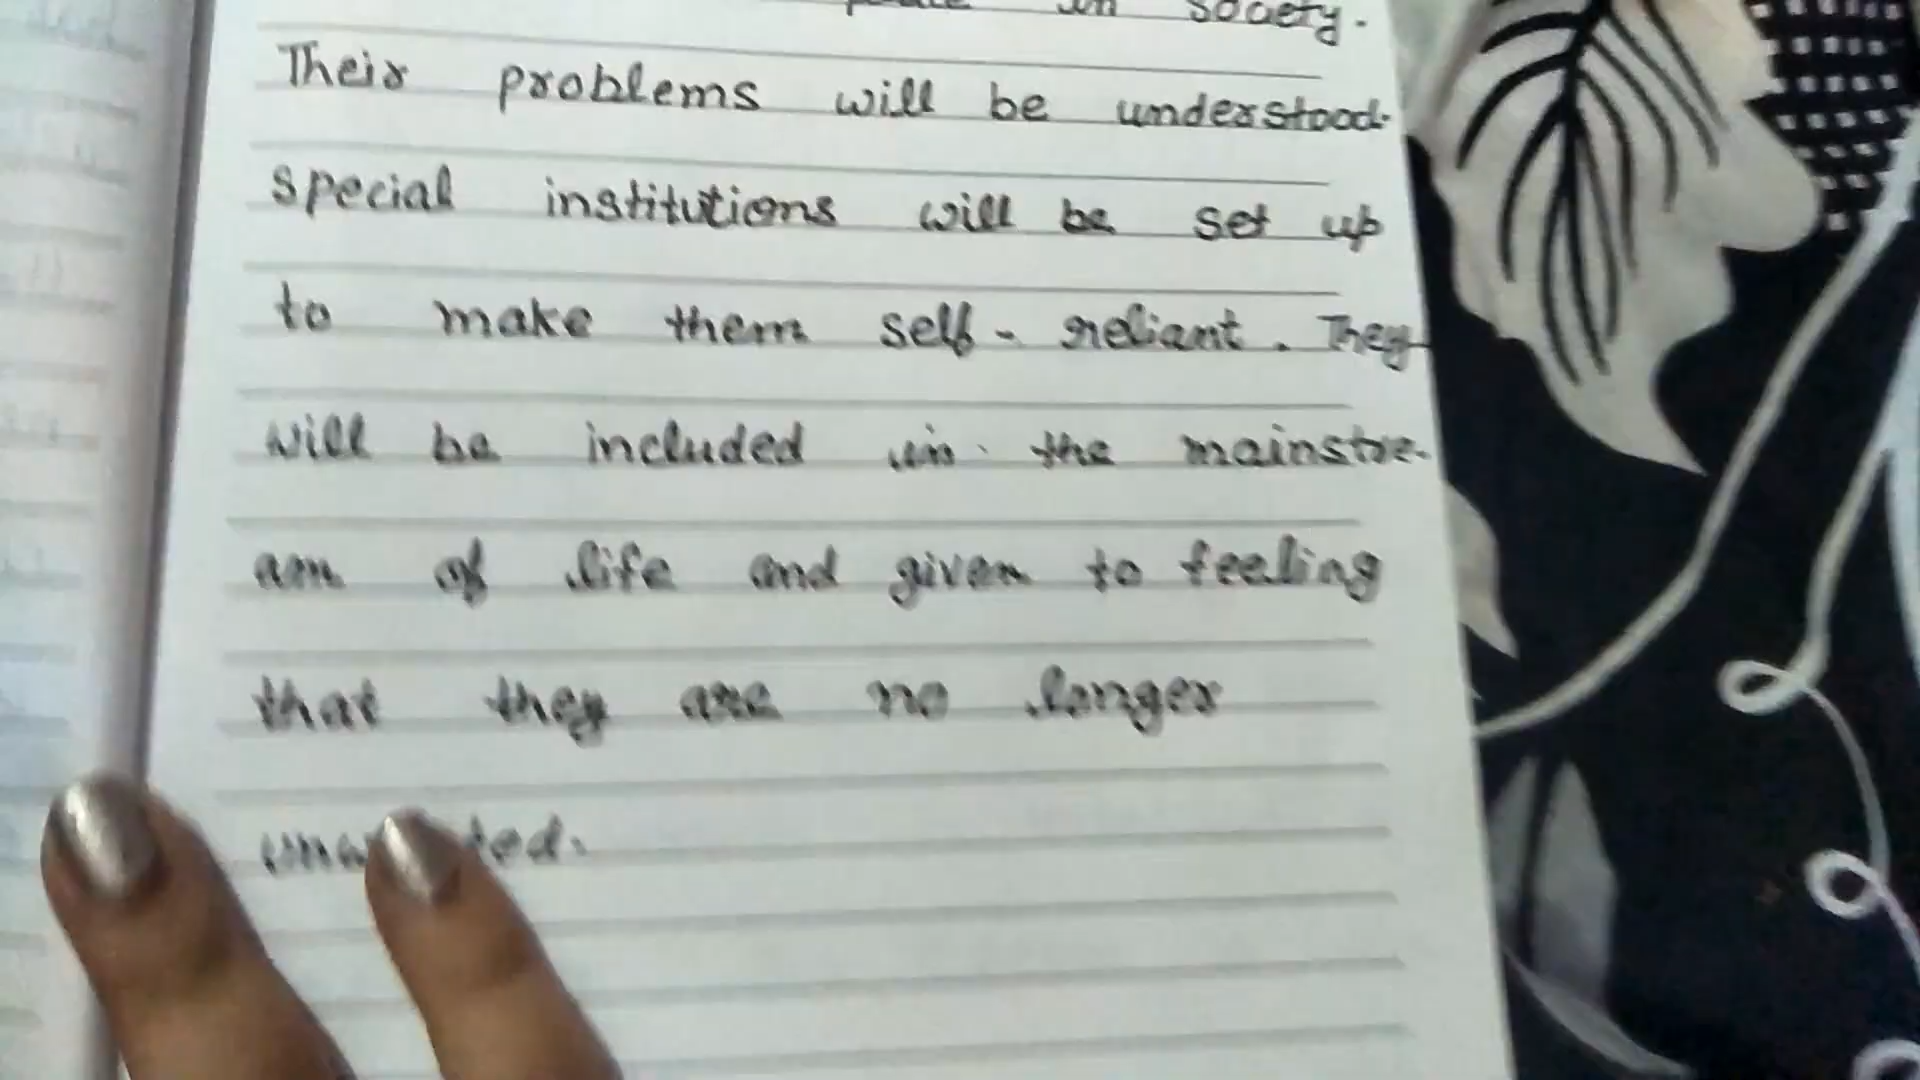 in society.
Their problems will be understood.
special institutions will be set up
to make them self - reliant. They
will be included in the mainstre-
am of life and given to feeling
that they are no longer